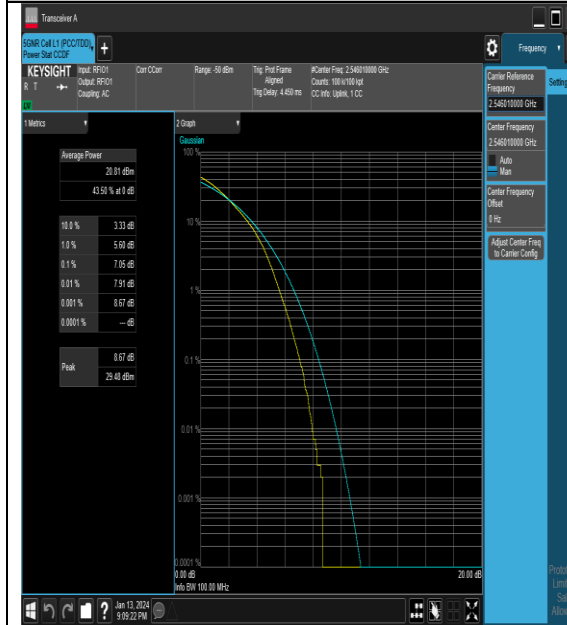 Transceiver A
5GNR Cell L1 (PCC/TDD),
Power Stat CCDF
+
Frequency
KEYSIGHT
R T
LV
Input: RFIO1
Output: RFIO1
Coupling: AC
Corr CCorr
Range: -50 dBm
Trig: Prot Frame
Aligned
Trig Delay: 4.450 ms
#Center Freq: 2.546010000 GHz
Counts: 100 k/100 kpt
CC Info: Uplink, 1 CC
Carrier Reference
Frequency
2.546010000 GHz
Center Frequency
2.546010000 GHz
Auto
Man
Center Frequency
Offset
0 Hz
Adjust Center Freq
to Carrier Config
1 Metrics
Average Power
20.81 dBm
43.50 % at 0 dB
10.0 % 3.33 dB
1.0 % 5.60 dB
0.1 % 7.05 dB
0.01 % 7.91 dB
0.001 % 8.67 dB
0.0001 % --- dB
Peak
8.67 dB
29.48 dBm
2 Graph
Gaussian
100 %
10 %
1 %
0.1 %
0.01 %
0.001 %
0.0001 %
0.00 dB 20.00 dB
Info BW 100.00 MHz
?
Jan 13, 2024
9:09:22 PM